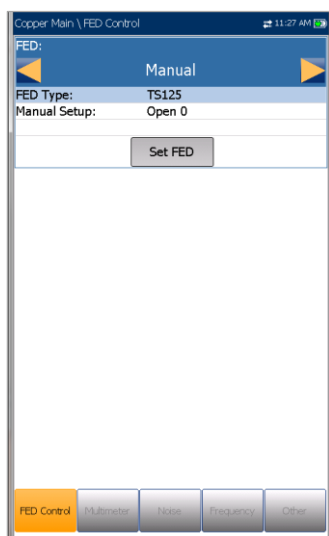 Copper Main \ FED Control 11:27 AM
FED:
Manual
FED Type: TS125
Manual Setup: Open 0
Set FED
FED Control Multimeter Noise Frequency Other